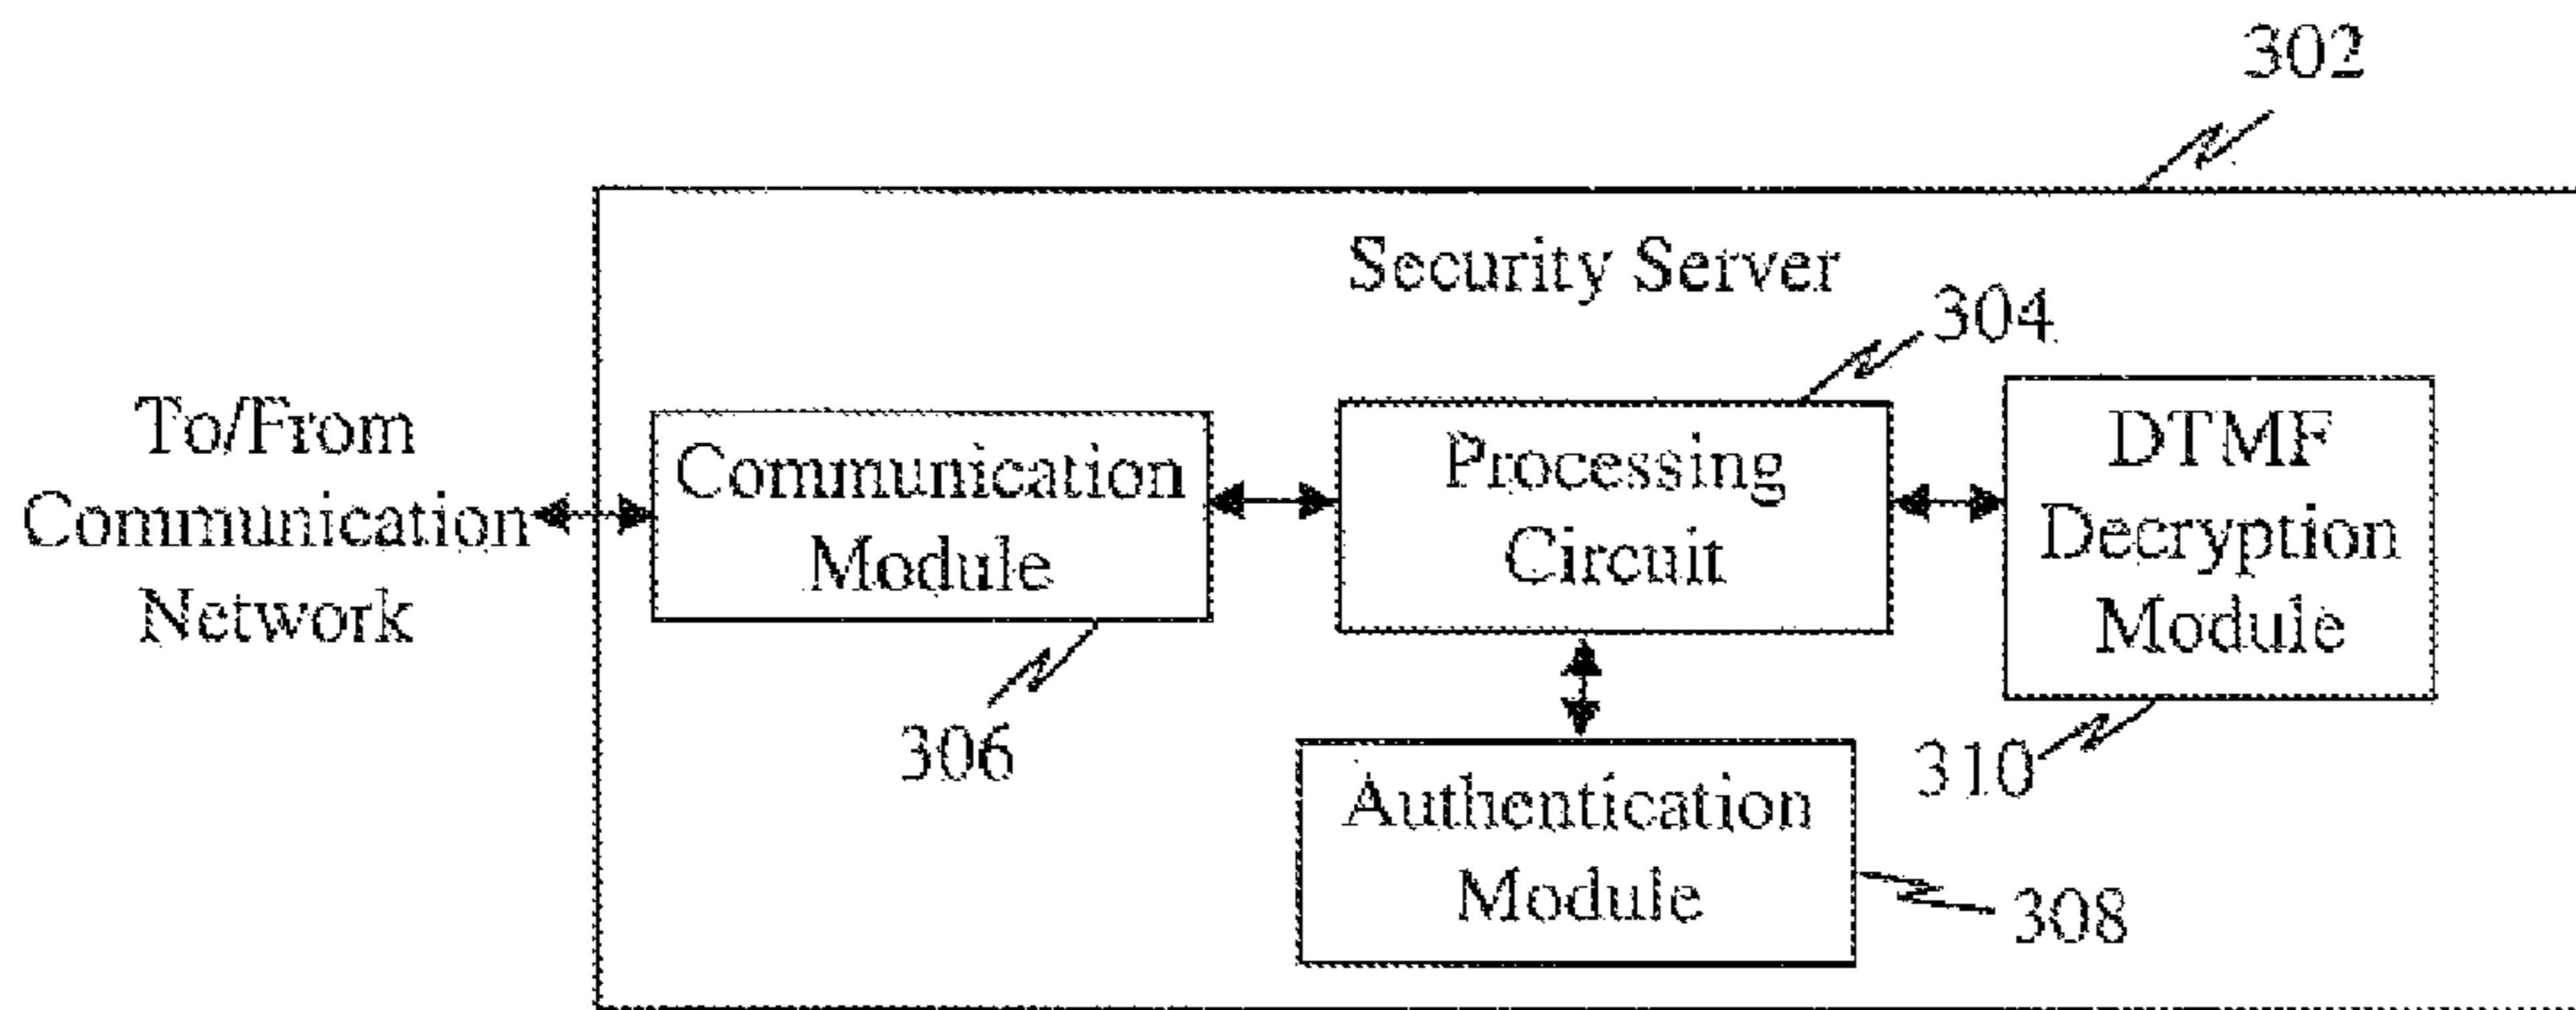 302
Security Server
304
To/From
Communication
Network
Communication
Module
306
Processing
Circuit
DTMF
Decryption
Module
310
Authentication
Module
308